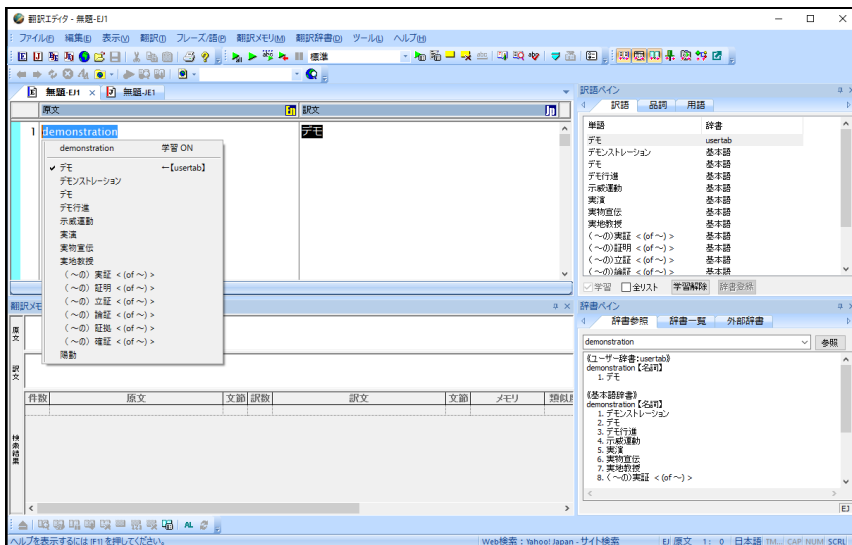 翻訳エディタ - 無題-EJ1
ファイル(F) 編集(E) 表示(V) 翻訳(T) フレーズ/語(P) 翻訳メモリ(M) 翻訳辞書(D) ツール(L) ヘルプ(H)
標準
無題-EJ1 × 無題-JE1
原文 訳文
1 demonstration デモ
demonstration 学習 ON
デモ ←【usertab】
デモンストレーション
デモ
デモ行進
示威運動
実演
実物宣伝
実地教授
(~の) 実証 < (of ~) >
(~の) 証明 < (of ~) >
(~の) 立証 < (of ~) >
(~の) 論証 < (of ~) >
(~の) 証拠 < (of ~) >
(~の) 確証 < (of ~) >
陽動
訳語ペイン
訳語 品詞 用語
単語 辞書
デモ usertab
デモンストレーション 基本語
デモ 基本語
デモ行進 基本語
示威運動 基本語
実演 基本語
実物宣伝 基本語
実地教授 基本語
(~の)実証 < (of ~) > 基本語
(~の)証明 < (of ~) > 基本語
(~の)立証 < (of ~) > 基本語
(~の)論証 < (of ~) > 基本語
学習 全リスト 学習解除 辞書登録
翻訳メモ
原文
訳文
件数 原文 文節 訳数 訳文 文節 メモリ 類似度
検索結果
辞書ペイン
辞書参照 辞書一覧 外部辞書
demonstration 参照
《ユーザー辞書:usertab》
demonstration【名詞】
1. デモ
《基本語辞書》
demonstration【名詞】
1. デモンストレーション
2. デモ
3. デモ行進
4. 示威運動
5. 実演
6. 実物宣伝
7. 実地教授
8. (~の)実証 < (of ~) >
EJ
AL
ヘルプを表示するには [F1] を押してください。 Web検索:Yahoo! Japan - サイト検索 EJ 原文 1: 0 日本語 TM... CAP NUM SCRL